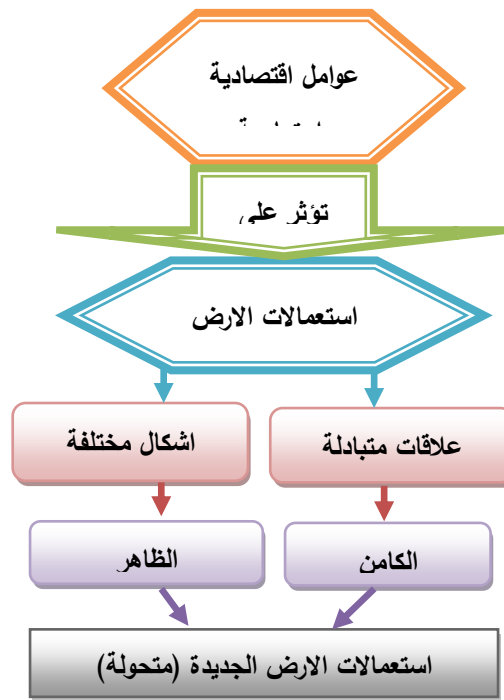 عوامل اقتصادية
تؤثر على
استعمالات الارض
علاقات متبادلة
اشكال مختلفة
الكامن
الظاهر
استعمالات الارض الجديدة (متحولة)